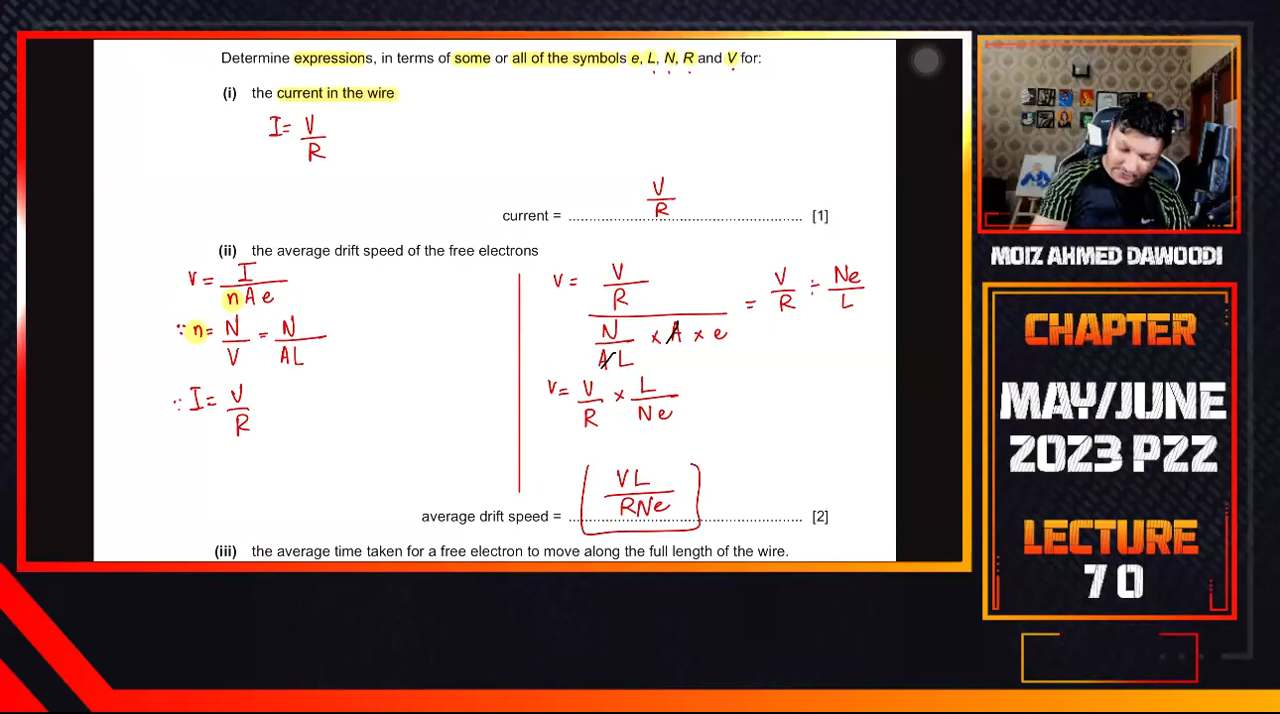 Determine expressions, in terms of some or all of the symbols e, L, N, R and V for:
(i) the current in the wire
I = V/R
V/R
current = ........................................................ [1]
(ii) the average drift speed of the free electrons
v = I/nAe
∵ n = N/V = N/AL
∵ I = V/R
v = V/R / N/AL × A × e = V/R ÷ Ne/L
v = V/R × L/Ne
VL/RNe
average drift speed = ........................................................ [2]
(iii) the average time taken for a free electron to move along the full length of the wire.
MOIZ AHMED DAWOODI
CHAPTER
MAY/JUNE
2023 P22
LECTURE
70